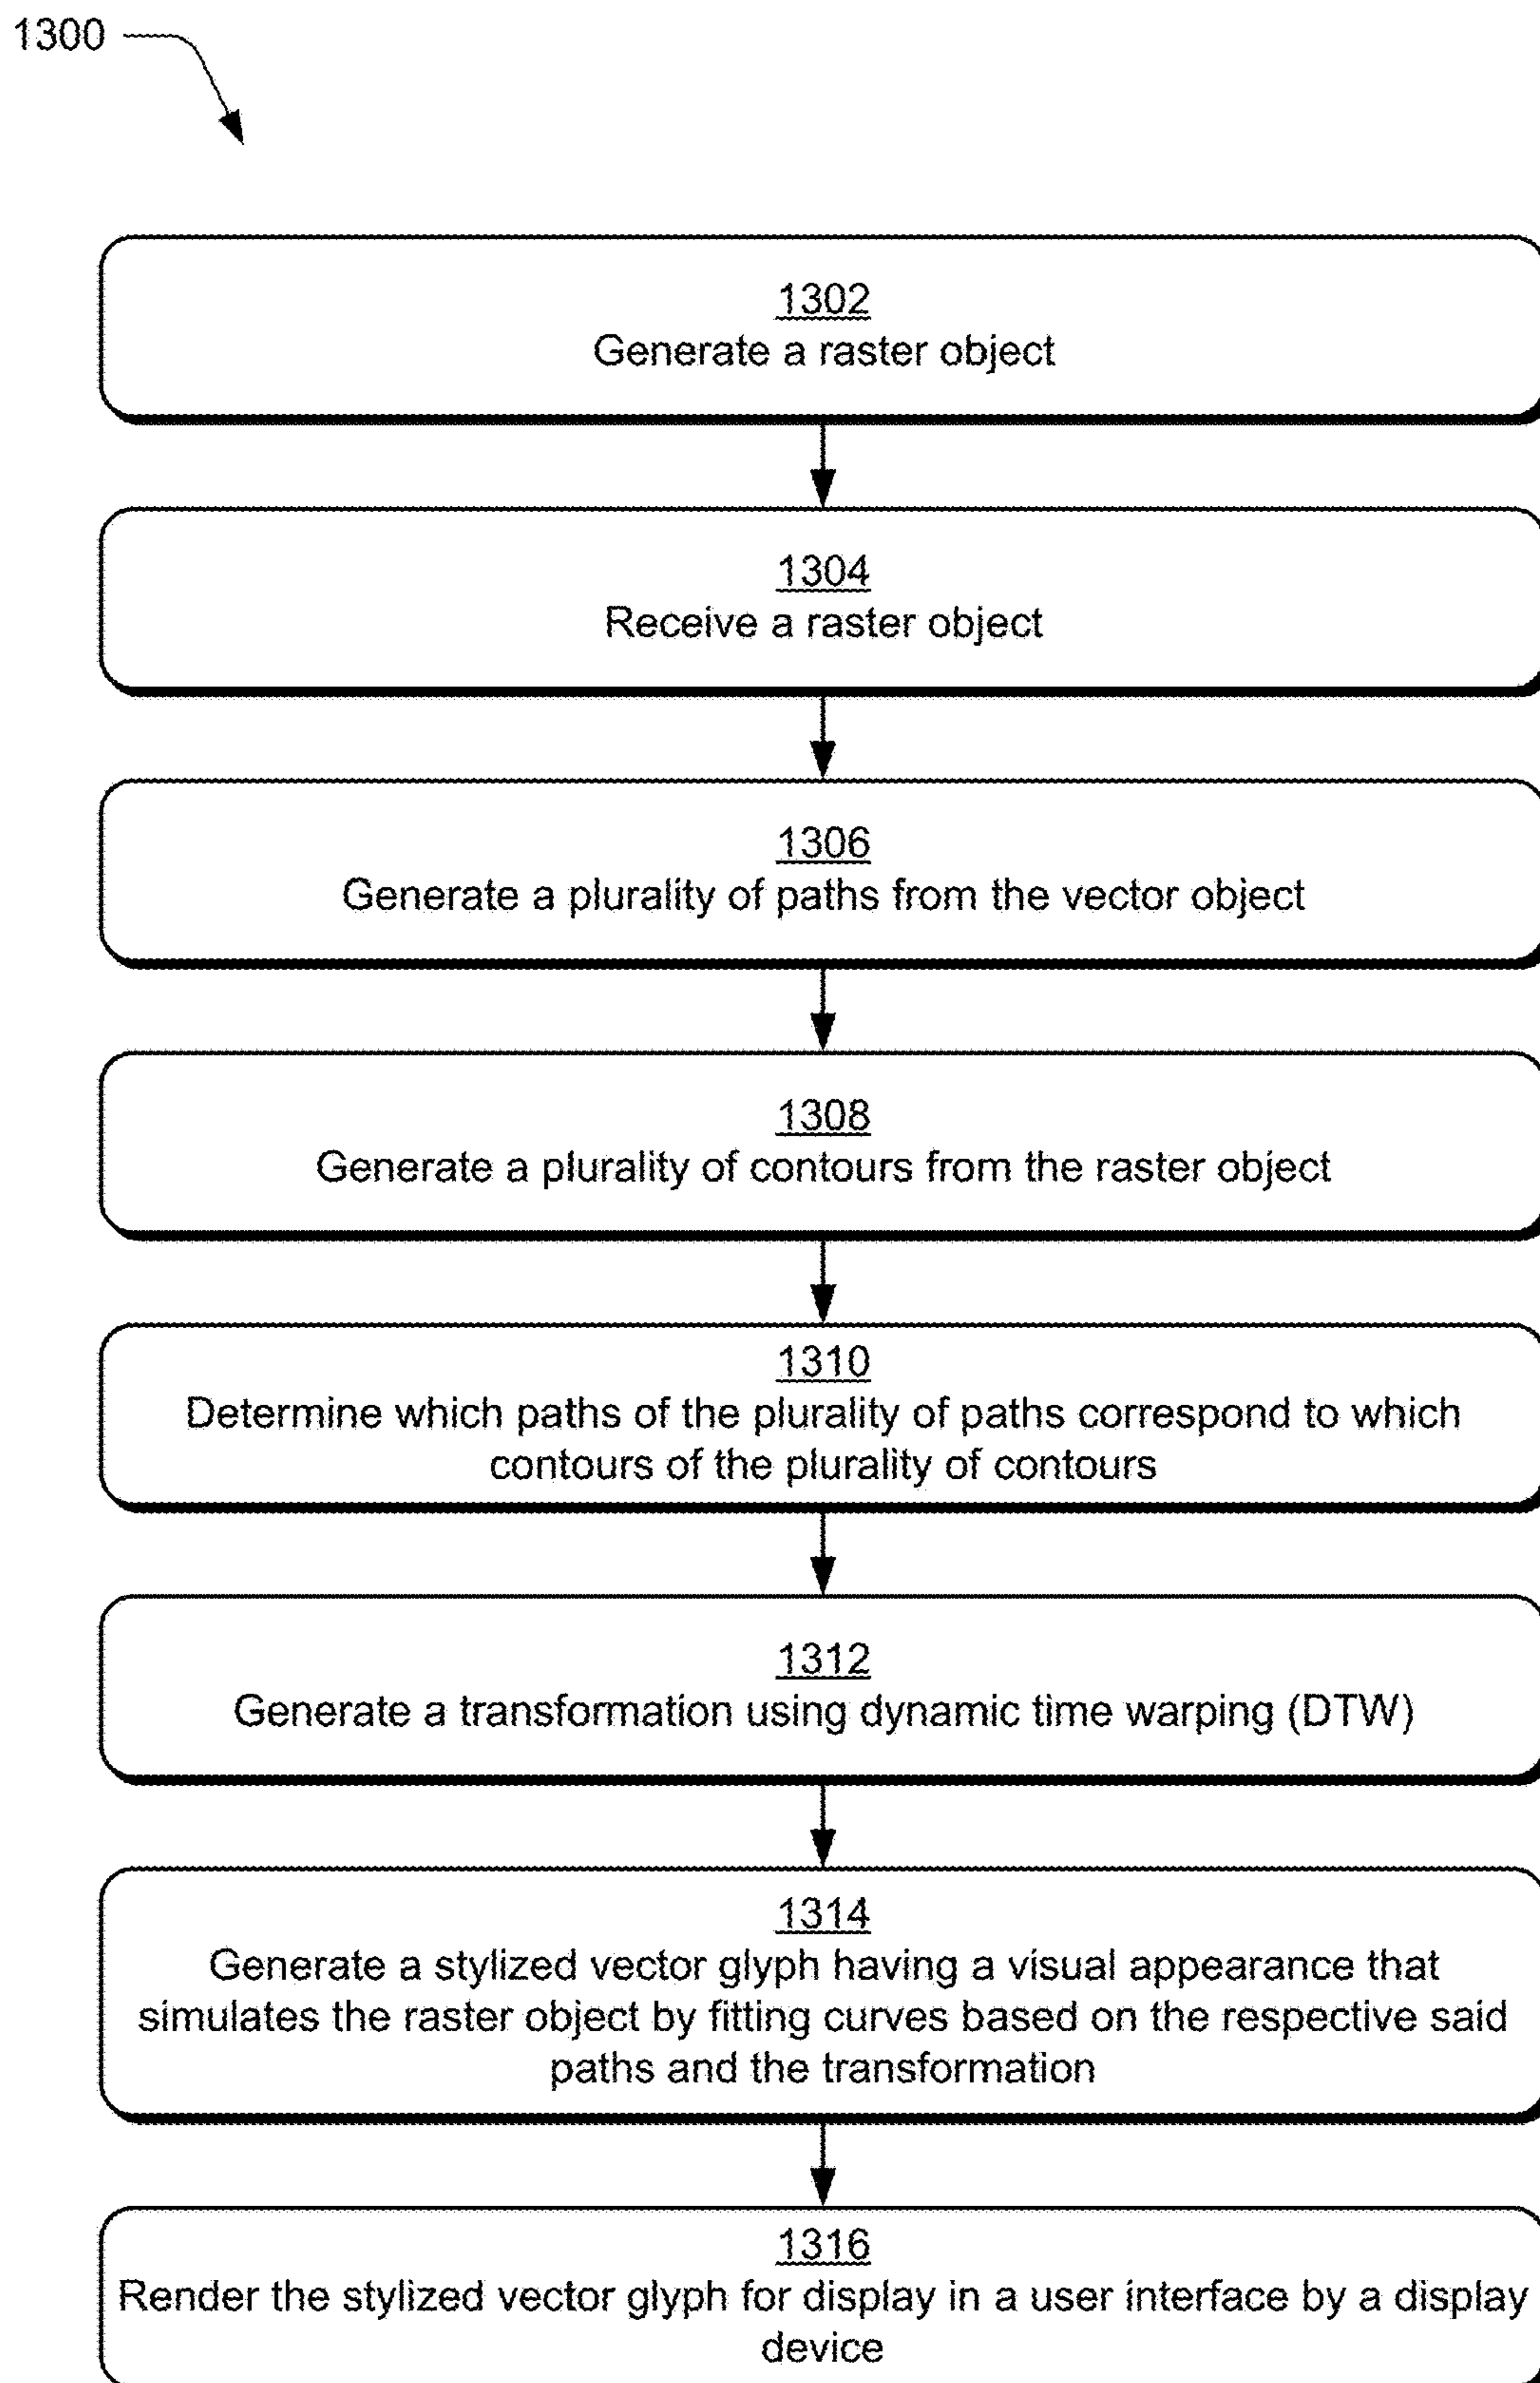 1300
1302
Generate a raster object
1304
Receive a raster object
1306
Generate a plurality of paths from the vector object
1308
Generate a plurality of contours from the raster object
1310
Determine which paths of the plurality of paths correspond to which
contours of the plurality of contours
1312
Generate a transformation using dynamic time warping (DTW)
1314
Generate a stylized vector glyph having a visual appearance that
simulates the raster object by fitting curves based on the respective said
paths and the transformation
1316
Render the stylized vector glyph for display in a user interface by a display
device